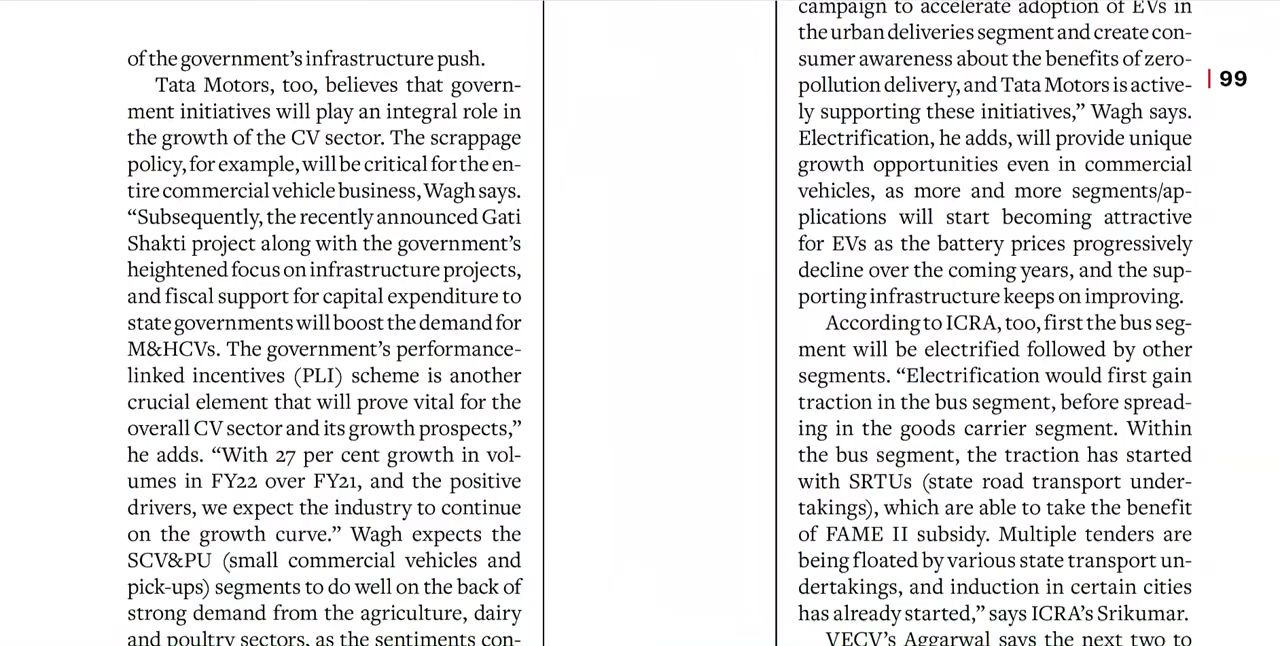 of the government’s infrastructure push.
Tata Motors, too, believes that govern-
ment initiatives will play an integral role in
the growth of the CV sector. The scrappage
policy, for example, will be critical for the en-
tire commercial vehicle business, Wagh says.
“Subsequently, the recently announced Gati
Shakti project along with the government’s
heightened focus on infrastructure projects,
and fiscal support for capital expenditure to
state governments will boost the demand for
M&HCVs. The government’s performance-
linked incentives (PLI) scheme is another
crucial element that will prove vital for the
overall CV sector and its growth prospects,”
he adds. “With 27 per cent growth in vol-
umes in FY22 over FY21, and the positive
drivers, we expect the industry to continue
on the growth curve.” Wagh expects the
SCV&PU (small commercial vehicles and
pick-ups) segments to do well on the back of
strong demand from the agriculture, dairy
and poultry sectors, as the sentiments con-
campaign to accelerate adoption of EVs in
the urban deliveries segment and create con-
sumer awareness about the benefits of zero-
pollution delivery, and Tata Motors is active-
ly supporting these initiatives,” Wagh says.
Electrification, he adds, will provide unique
growth opportunities even in commercial
vehicles, as more and more segments/ap-
plications will start becoming attractive
for EVs as the battery prices progressively
decline over the coming years, and the sup-
porting infrastructure keeps on improving.
According to ICRA, too, first the bus seg-
ment will be electrified followed by other
segments. “Electrification would first gain
traction in the bus segment, before spread-
ing in the goods carrier segment. Within
the bus segment, the traction has started
with SRTUs (state road transport under-
takings), which are able to take the benefit
of FAME II subsidy. Multiple tenders are
being floated by various state transport un-
dertakings, and induction in certain cities
has already started,” says ICRA’s Srikumar.
VECV’s Aggarwal says the next two to
99